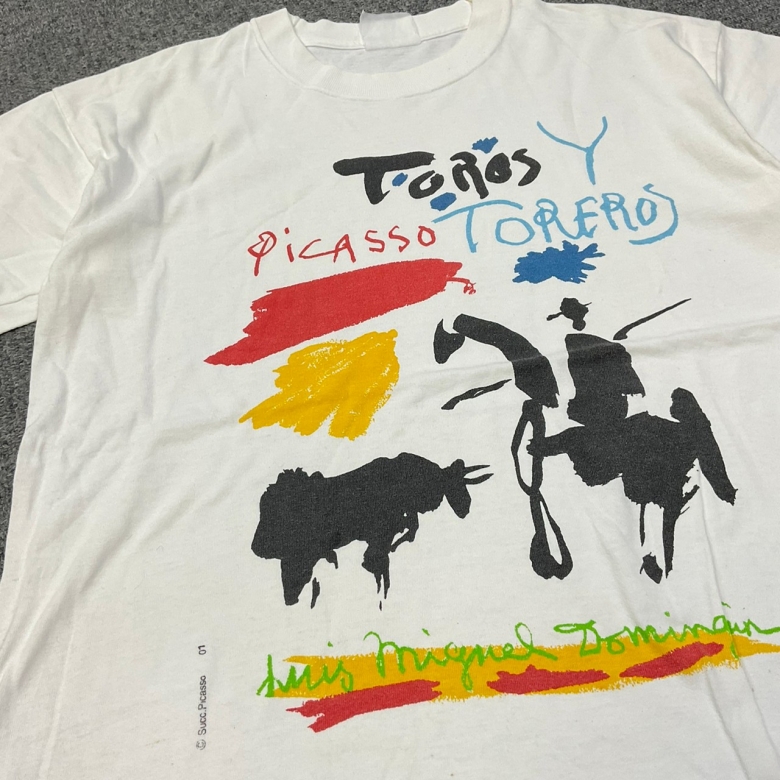 TOROS Y
PICASSO TOREROS
Luis Miguel Dominguin
© Succ.Picasso 01